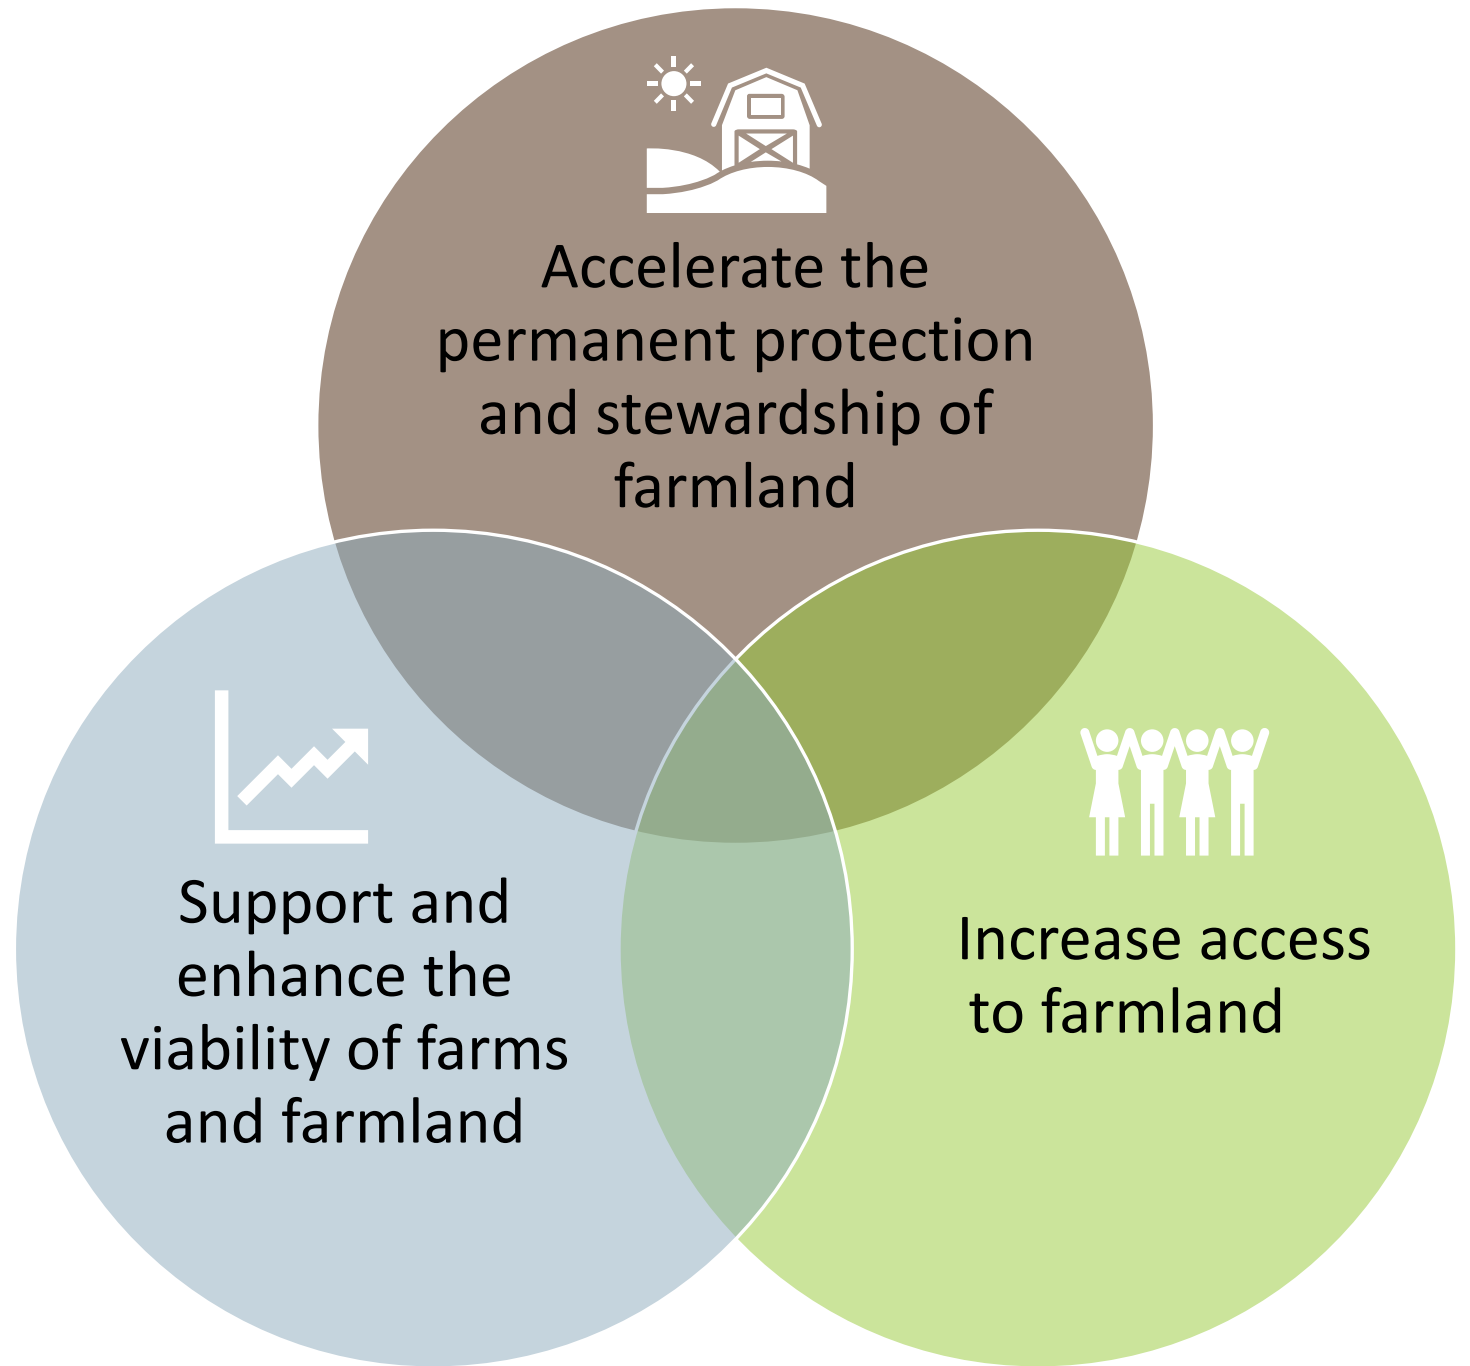 Accelerate the
permanent protection
and stewardship of
farmland
Support and
enhance the
viability of farms
and farmland
Increase access
to farmland